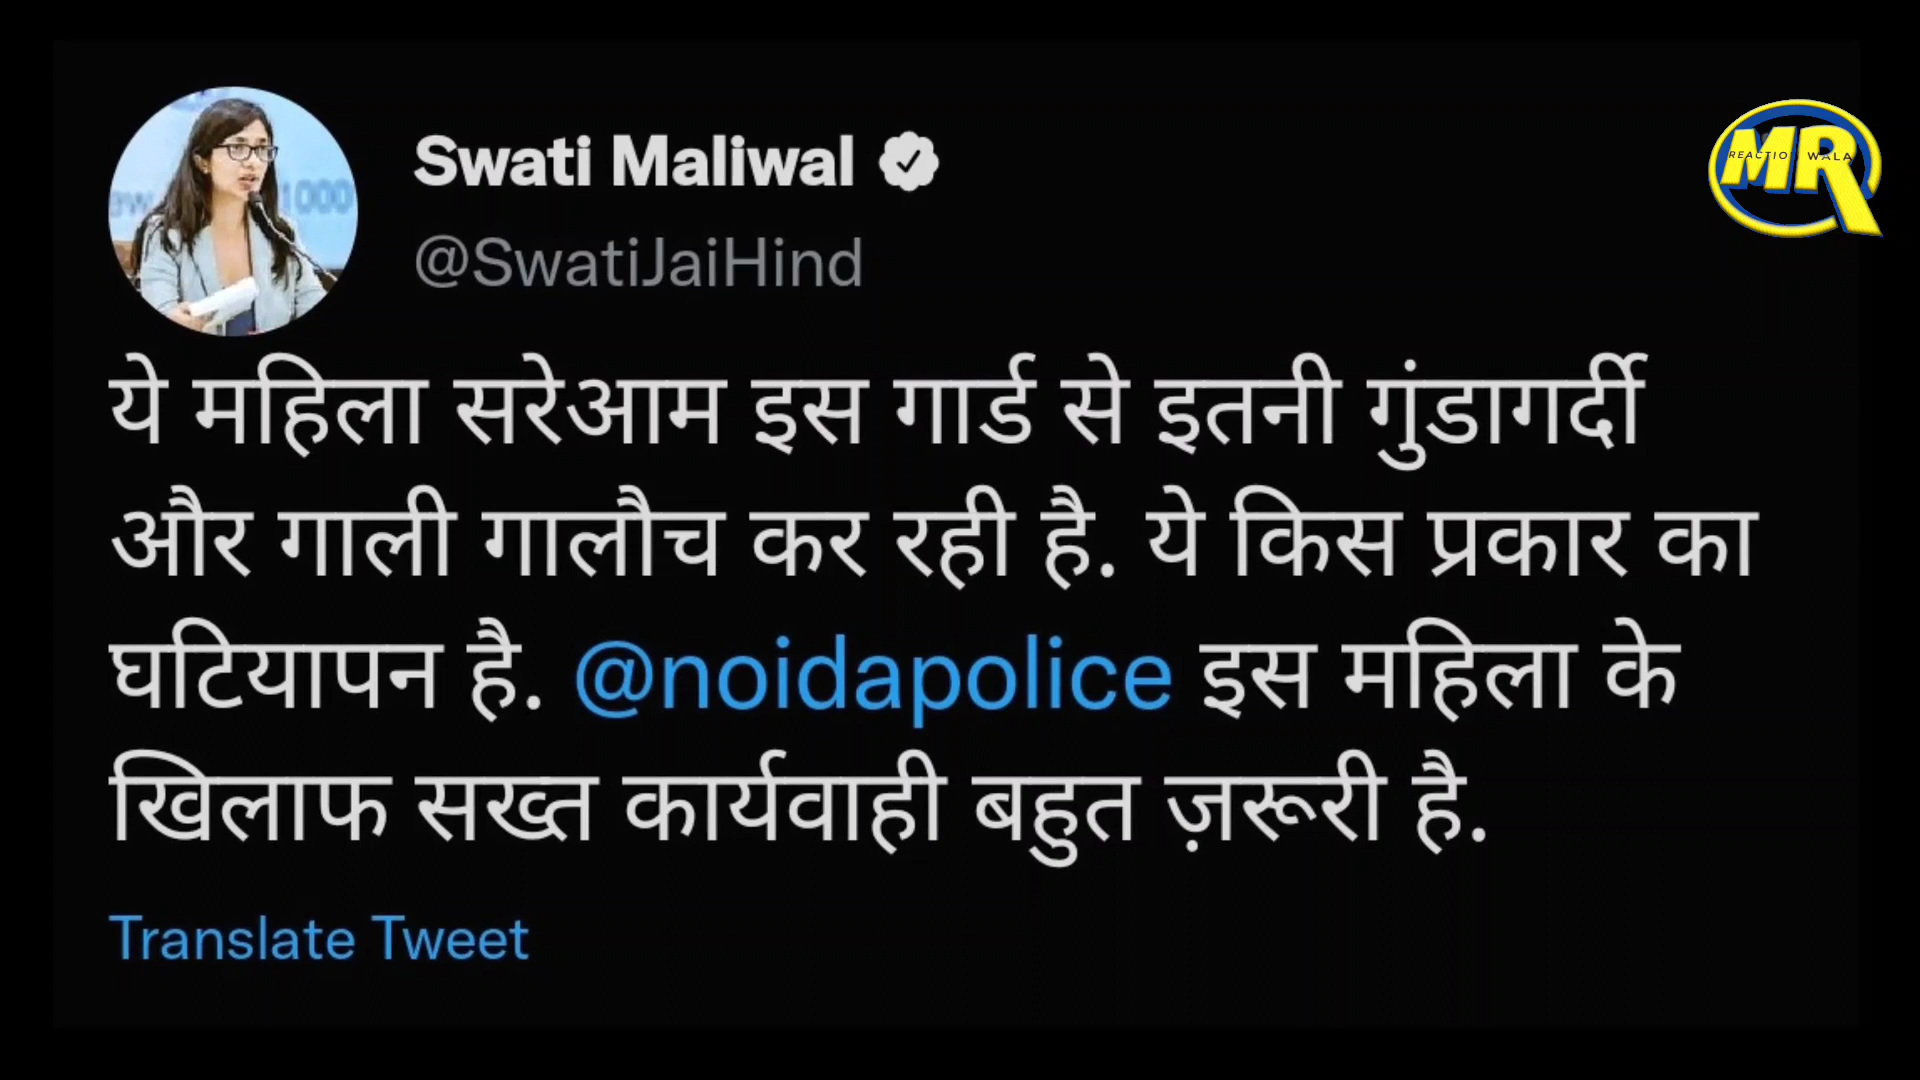 Swati Maliwal
@SwatiJaiHind
MR
REACTION WALA
ये महिला सरेआम इस गार्ड से इतनी गुंडागर्दी
और गाली गालौच कर रही है. ये किस प्रकार का
घटियापन है. @noidapolice इस महिला के
खिलाफ सख्त कार्यवाही बहुत ज़रूरी है.
Translate Tweet
1000